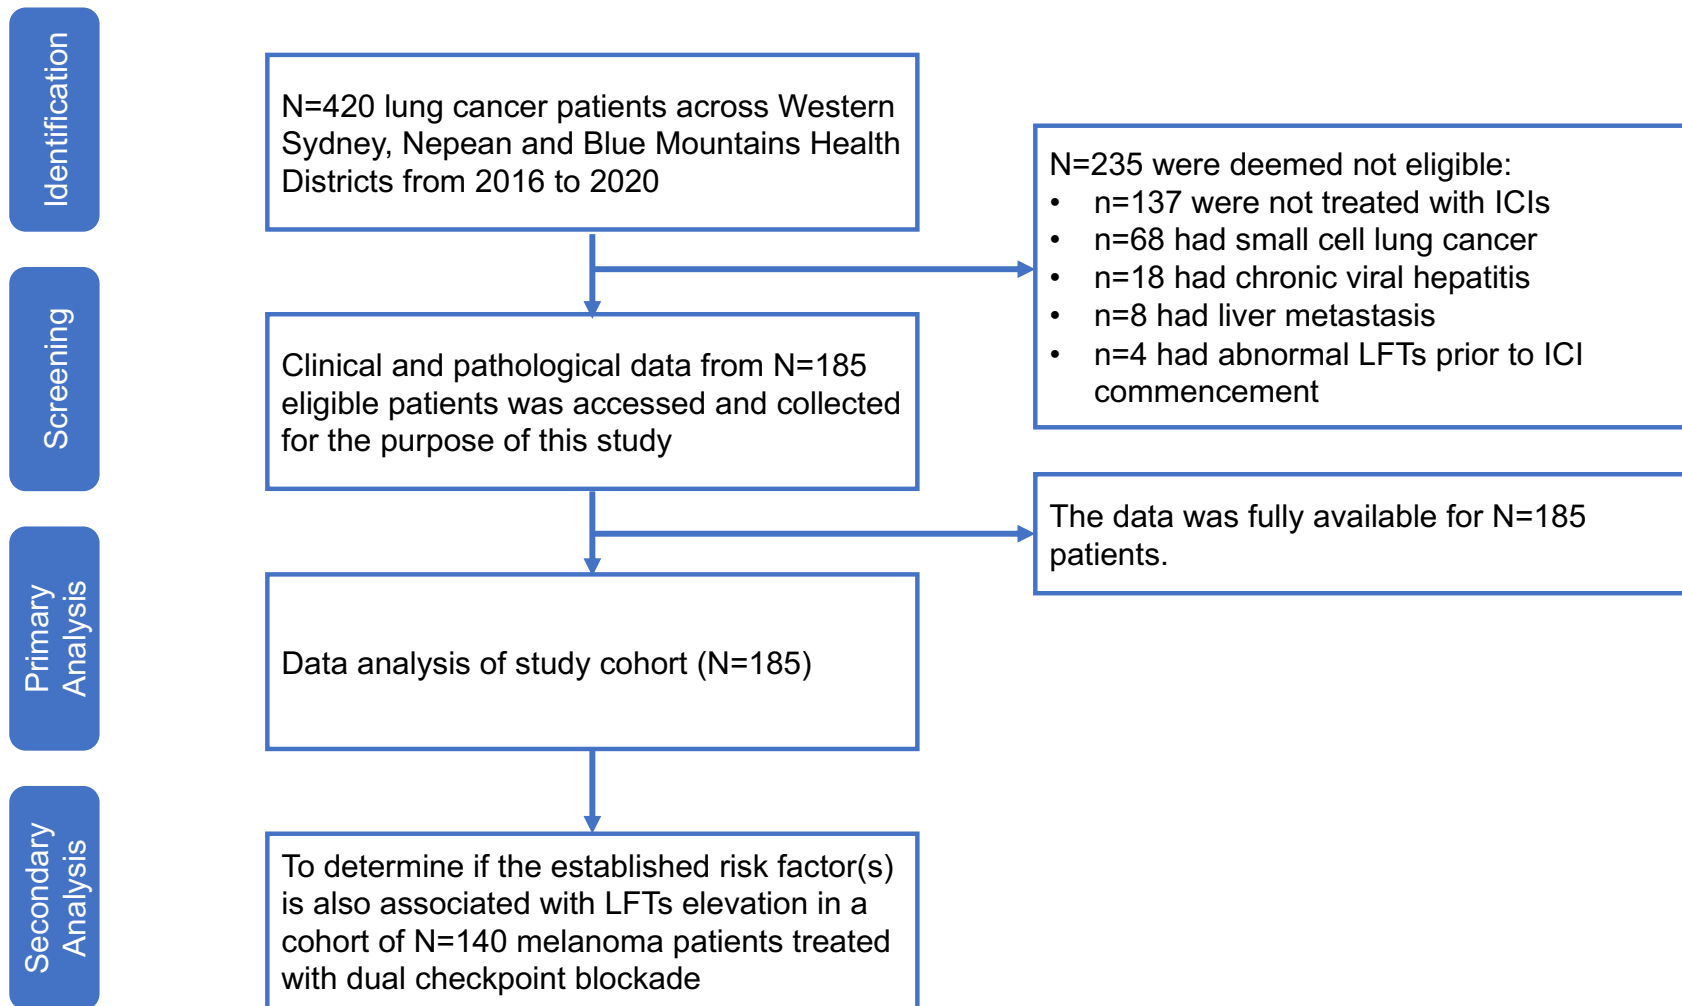 Identification
N=420 lung cancer patients across Western
Sydney, Nepean and Blue Mountains Health
Districts from 2016 to 2020
N=235 were deemed not eligible:
• n=137 were not treated with ICIs
• n=68 had small cell lung cancer
• n=18 had chronic viral hepatitis
• n=8 had liver metastasis
• n=4 had abnormal LFTs prior to ICI
commencement
Screening
Clinical and pathological data from N=185
eligible patients was accessed and collected
for the purpose of this study
The data was fully available for N=185
patients.
Primary
Analysis
Data analysis of study cohort (N=185)
Secondary
Analysis
To determine if the established risk factor(s)
is also associated with LFTs elevation in a
cohort of N=140 melanoma patients treated
with dual checkpoint blockade